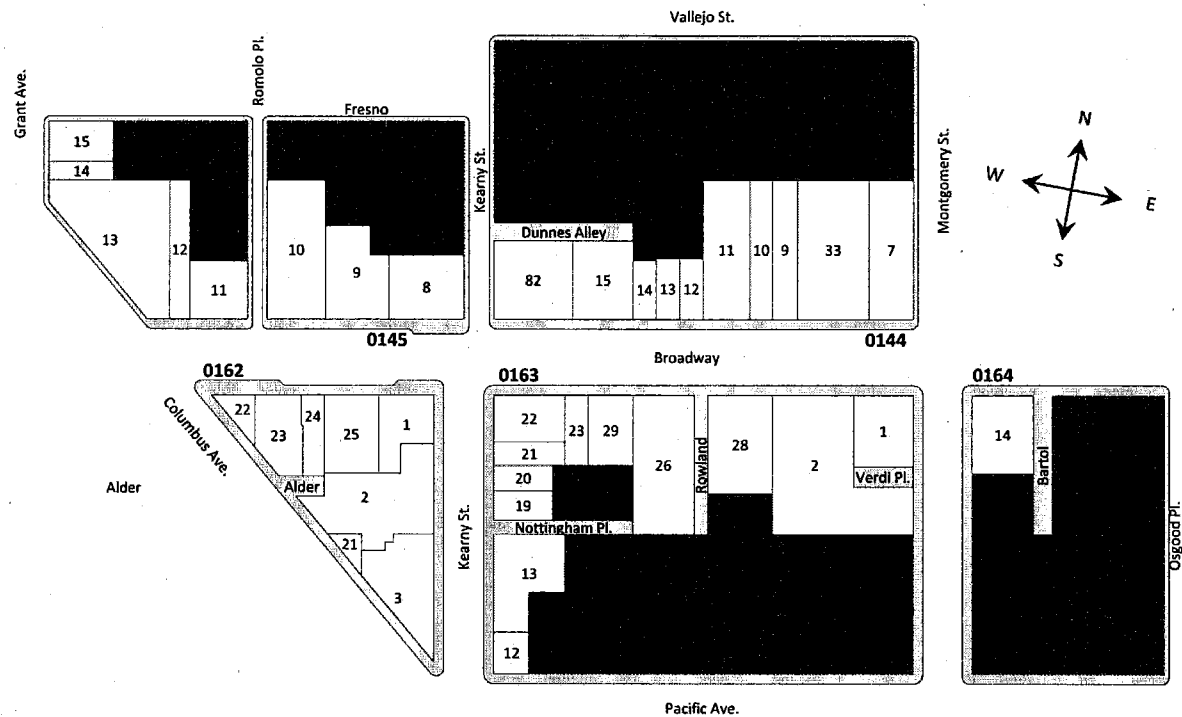 Vallejo St.
Grant Ave.
Romolo Pl.
Fresno
Kearny St.
Montgomery St.
N
W
E
S
15
14
13
12
11
10
9
8
Dunnes Alley
82
15
14
13
12
11
10
9
33
7
0145
0144
Broadway
0162
0163
0164
Columbus Ave.
22
23
24
25
1
Alder
Alder
2
21
3
Kearny St.
22
23
29
21
20
19
Nottingham Pl.
26
Rowland
28
2
1
Verdi Pl.
13
12
14
Bartol
Osgood Pl.
Pacific Ave.